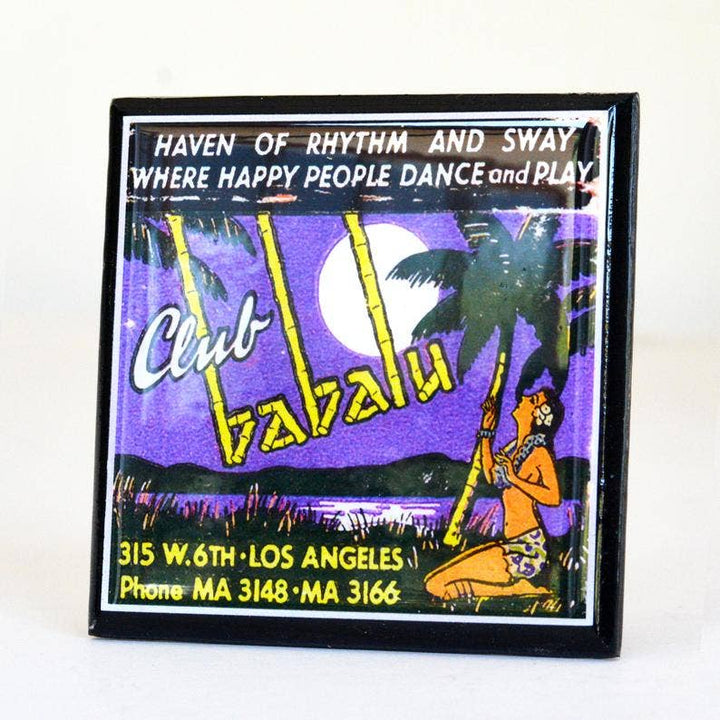 HAVEN OF RHYTHM AND SWAY
WHERE HAPPY PEOPLE DANCE and PLAY
Club
babalu
315 W. 6TH · LOS ANGELES
Phone MA 3148 · MA 3166